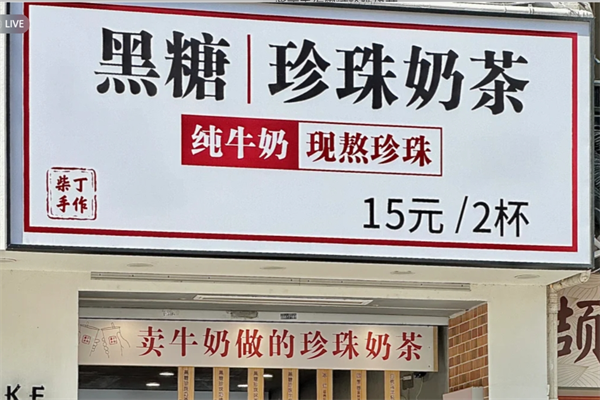 LIVE
黑糖 珍珠奶茶
纯牛奶 现熬珍珠
柒丁
手作
15元/2杯
卖牛奶做的珍珠奶茶
颉
KE